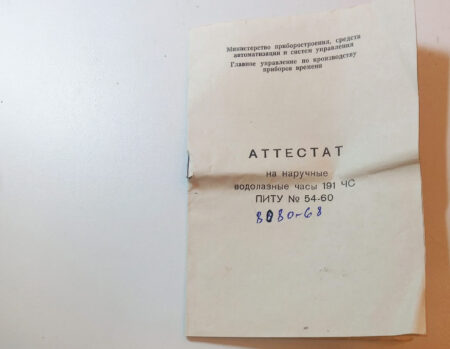 Министерство приборостроения, средств
автоматизации и систем управления
Главное управление по производству
приборов времени
АТТЕСТАТ
на наручные
водолазные часы 191 ЧС
ПИТУ № 54-60
8080-68